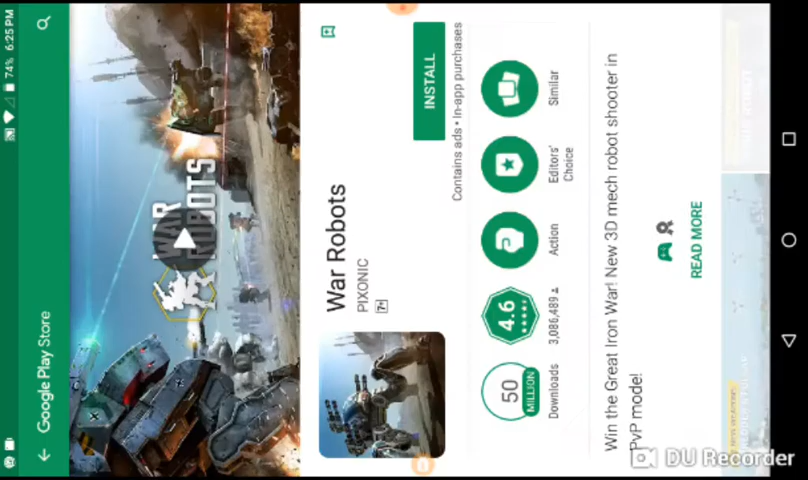 74% 6:25 PM
Google Play Store
WAR
ROBOTS
War Robots
PIXONIC
7+
INSTALL
Contains ads • In-app purchases
50
MILLION
Downloads
4.6
3,086,489
Action
Editors'
Choice
Similar
Win the Great Iron War! New 3D mech robot shooter in
PvP mode!
READ MORE
DU Recorder